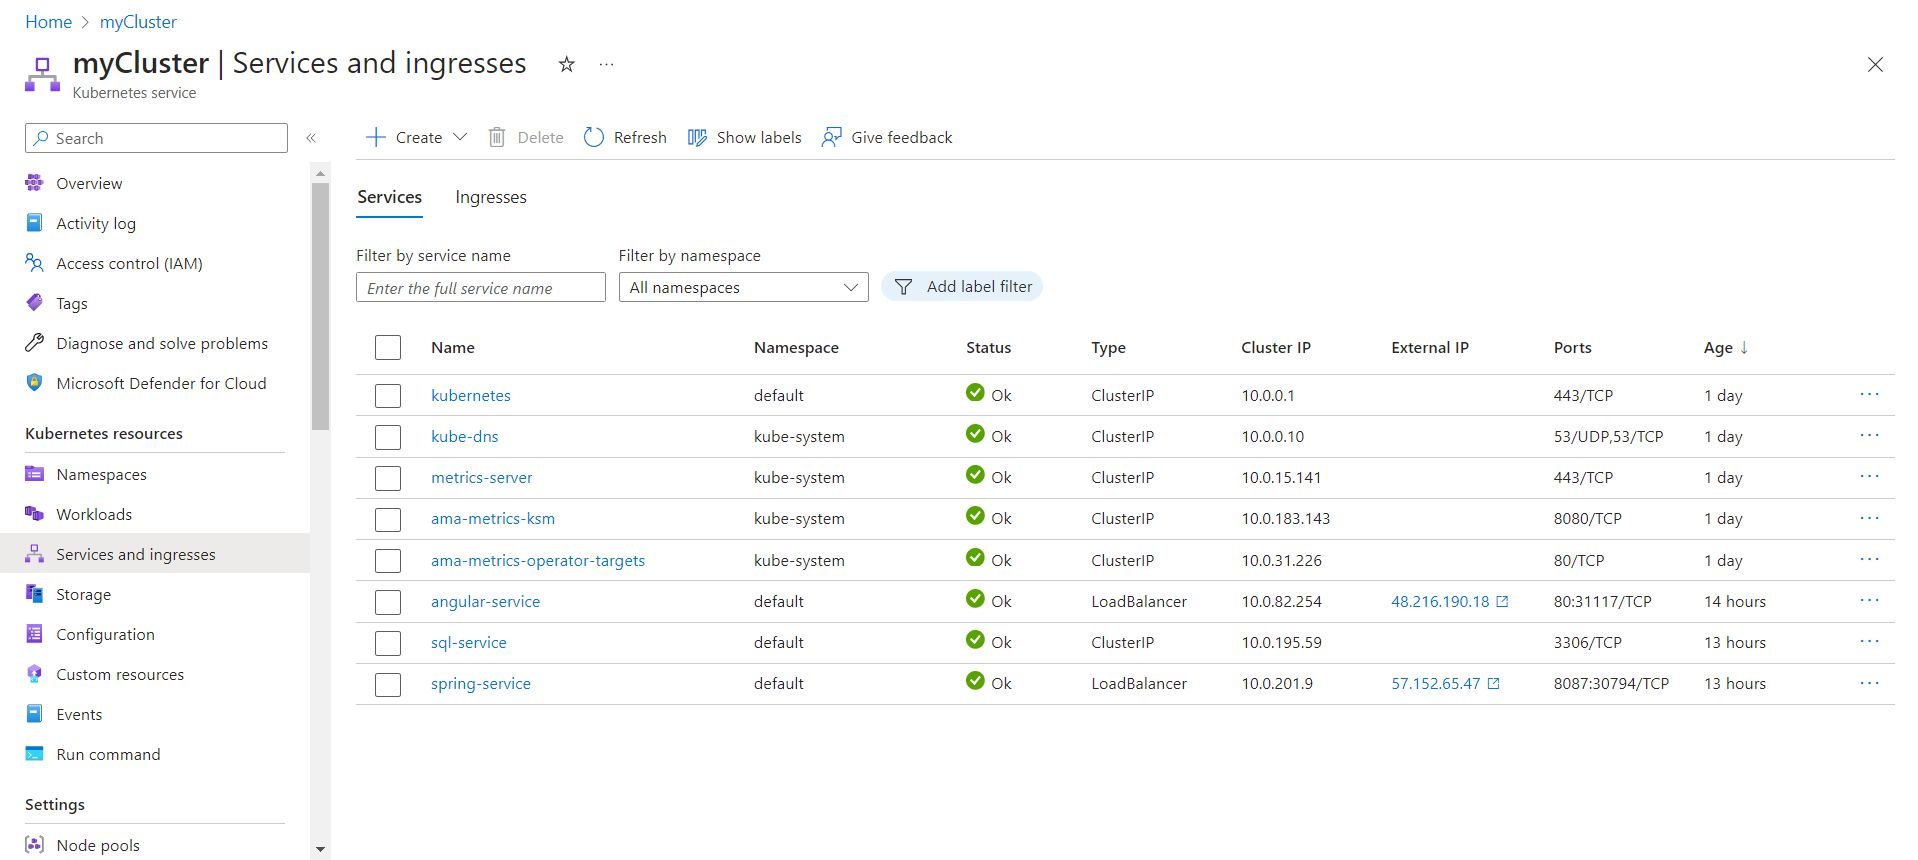 Home > myCluster
myCluster | Services and ingresses
Kubernetes service
Search
Overview
Activity log
Access control (IAM)
Tags
Diagnose and solve problems
Microsoft Defender for Cloud
Kubernetes resources
Namespaces
Workloads
Services and ingresses
Storage
Configuration
Custom resources
Events
Run command
Settings
Node pools
Create Delete Refresh Show labels Give feedback
Services Ingresses
Filter by service name Filter by namespace
Enter the full service name All namespaces Add label filter
Name Namespace Status Type Cluster IP External IP Ports Age ↓
kubernetes default Ok ClusterIP 10.0.0.1 443/TCP 1 day
kube-dns kube-system Ok ClusterIP 10.0.0.10 53/UDP,53/TCP 1 day
metrics-server kube-system Ok ClusterIP 10.0.15.141 443/TCP 1 day
ama-metrics-ksm kube-system Ok ClusterIP 10.0.183.143 8080/TCP 1 day
ama-metrics-operator-targets kube-system Ok ClusterIP 10.0.31.226 80/TCP 1 day
angular-service default Ok LoadBalancer 10.0.82.254 48.216.190.18 80:31117/TCP 14 hours
sql-service default Ok ClusterIP 10.0.195.59 3306/TCP 13 hours
spring-service default Ok LoadBalancer 10.0.201.9 57.152.65.47 8087:30794/TCP 13 hours